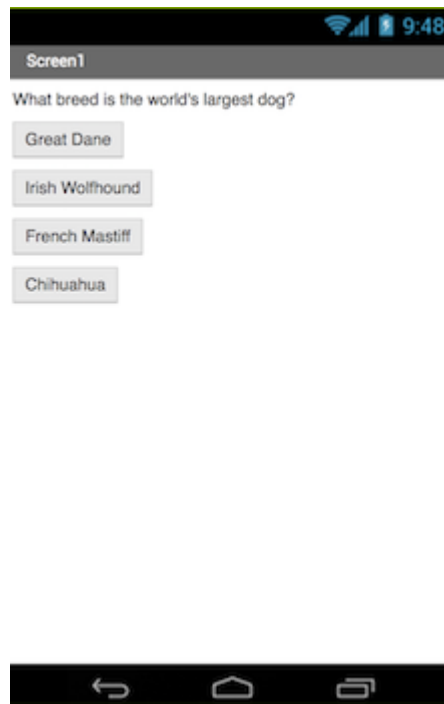 9:48
Screen1
What breed is the world's largest dog?
Great Dane
Irish Wolfhound
French Mastiff
Chihuahua